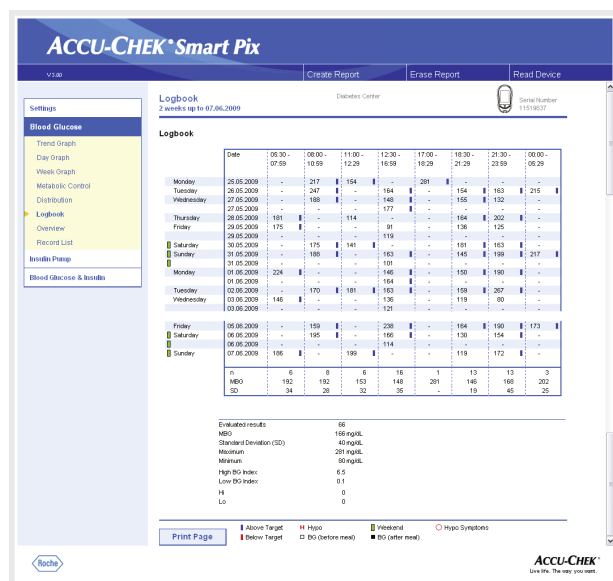 ACCU-CHEK® Smart Pix
V 3.00 Create Report Erase Report Read Device
Logbook
2 weeks up to 07.06.2009
Diabetes Center
Serial Number
11519637
Settings
Blood Glucose
Trend Graph
Day Graph
Week Graph
Metabolic Control
Distribution
Logbook
Overview
Record List
Insulin Pump
Blood Glucose & Insulin
Logbook
Date 05:30 - 07:59 08:00 - 10:59 11:00 - 12:29 12:30 - 16:59 17:00 - 18:29 18:30 - 21:29 21:30 - 23:59 00:00 - 05:29
Monday 25.05.2009 - 217 154 - 281 - - -
Tuesday 26.05.2009 - 247 - 164 - 154 163 215
Wednesday 27.05.2009 - 188 - 148 - 155 132 -
27.05.2009 - - - 177 - - - -
Thursday 28.05.2009 181 - 114 - - 164 202 -
Friday 29.05.2009 175 - - 91 - 136 125 -
29.05.2009 - - - 119 - - - -
Saturday 30.05.2009 - 175 141 - - 181 163 -
Sunday 31.05.2009 - 188 - 163 - 145 199 217
31.05.2009 - - - 101 - - - -
Monday 01.06.2009 224 - - 146 - 150 190 -
01.06.2009 - - - 164 - - - -
Tuesday 02.06.2009 - 170 181 163 - 159 267 -
Wednesday 03.06.2009 146 - - 136 - 119 80 -
03.06.2009 - - - 121 - - - -
Friday 05.06.2009 - 159 - 238 - 164 190 173
Saturday 06.06.2009 - 195 - 166 - 130 154 -
06.06.2009 - - - 114 - - - -
Sunday 07.06.2009 186 - 199 - - 119 172 -
n 6 8 6 16 1 13 13 3
MBG 192 192 153 148 281 146 168 202
SD 34 28 32 35 - 19 45 25
Evaluated results 66
MBG 166 mg/dL
Standard Deviation (SD) 40 mg/dL
Maximum 281 mg/dL
Minimum 80 mg/dL
High BG Index 6.5
Low BG Index 0.1
Hi 0
Lo 0
Print Page
Above Target H Hypo Weekend Hypo Symptoms
Below Target BG (before meal) BG (after meal)
Roche
ACCU-CHEK®
Live life. The way you want.